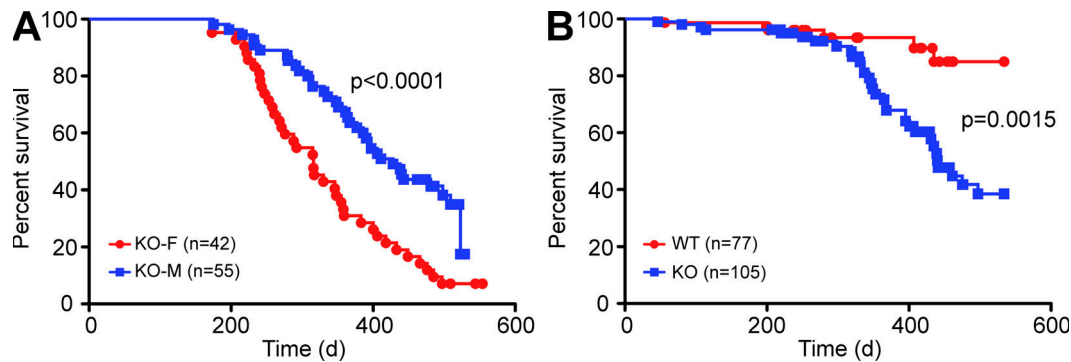 A
Percent survival
100
80
60
40
20
0
p<0.0001
KO-F (n=42)
KO-M (n=55)
0 200 400 600
Time (d)
B
Percent survival
100
80
60
40
20
0
p=0.0015
WT (n=77)
KO (n=105)
0 200 400 600
Time (d)